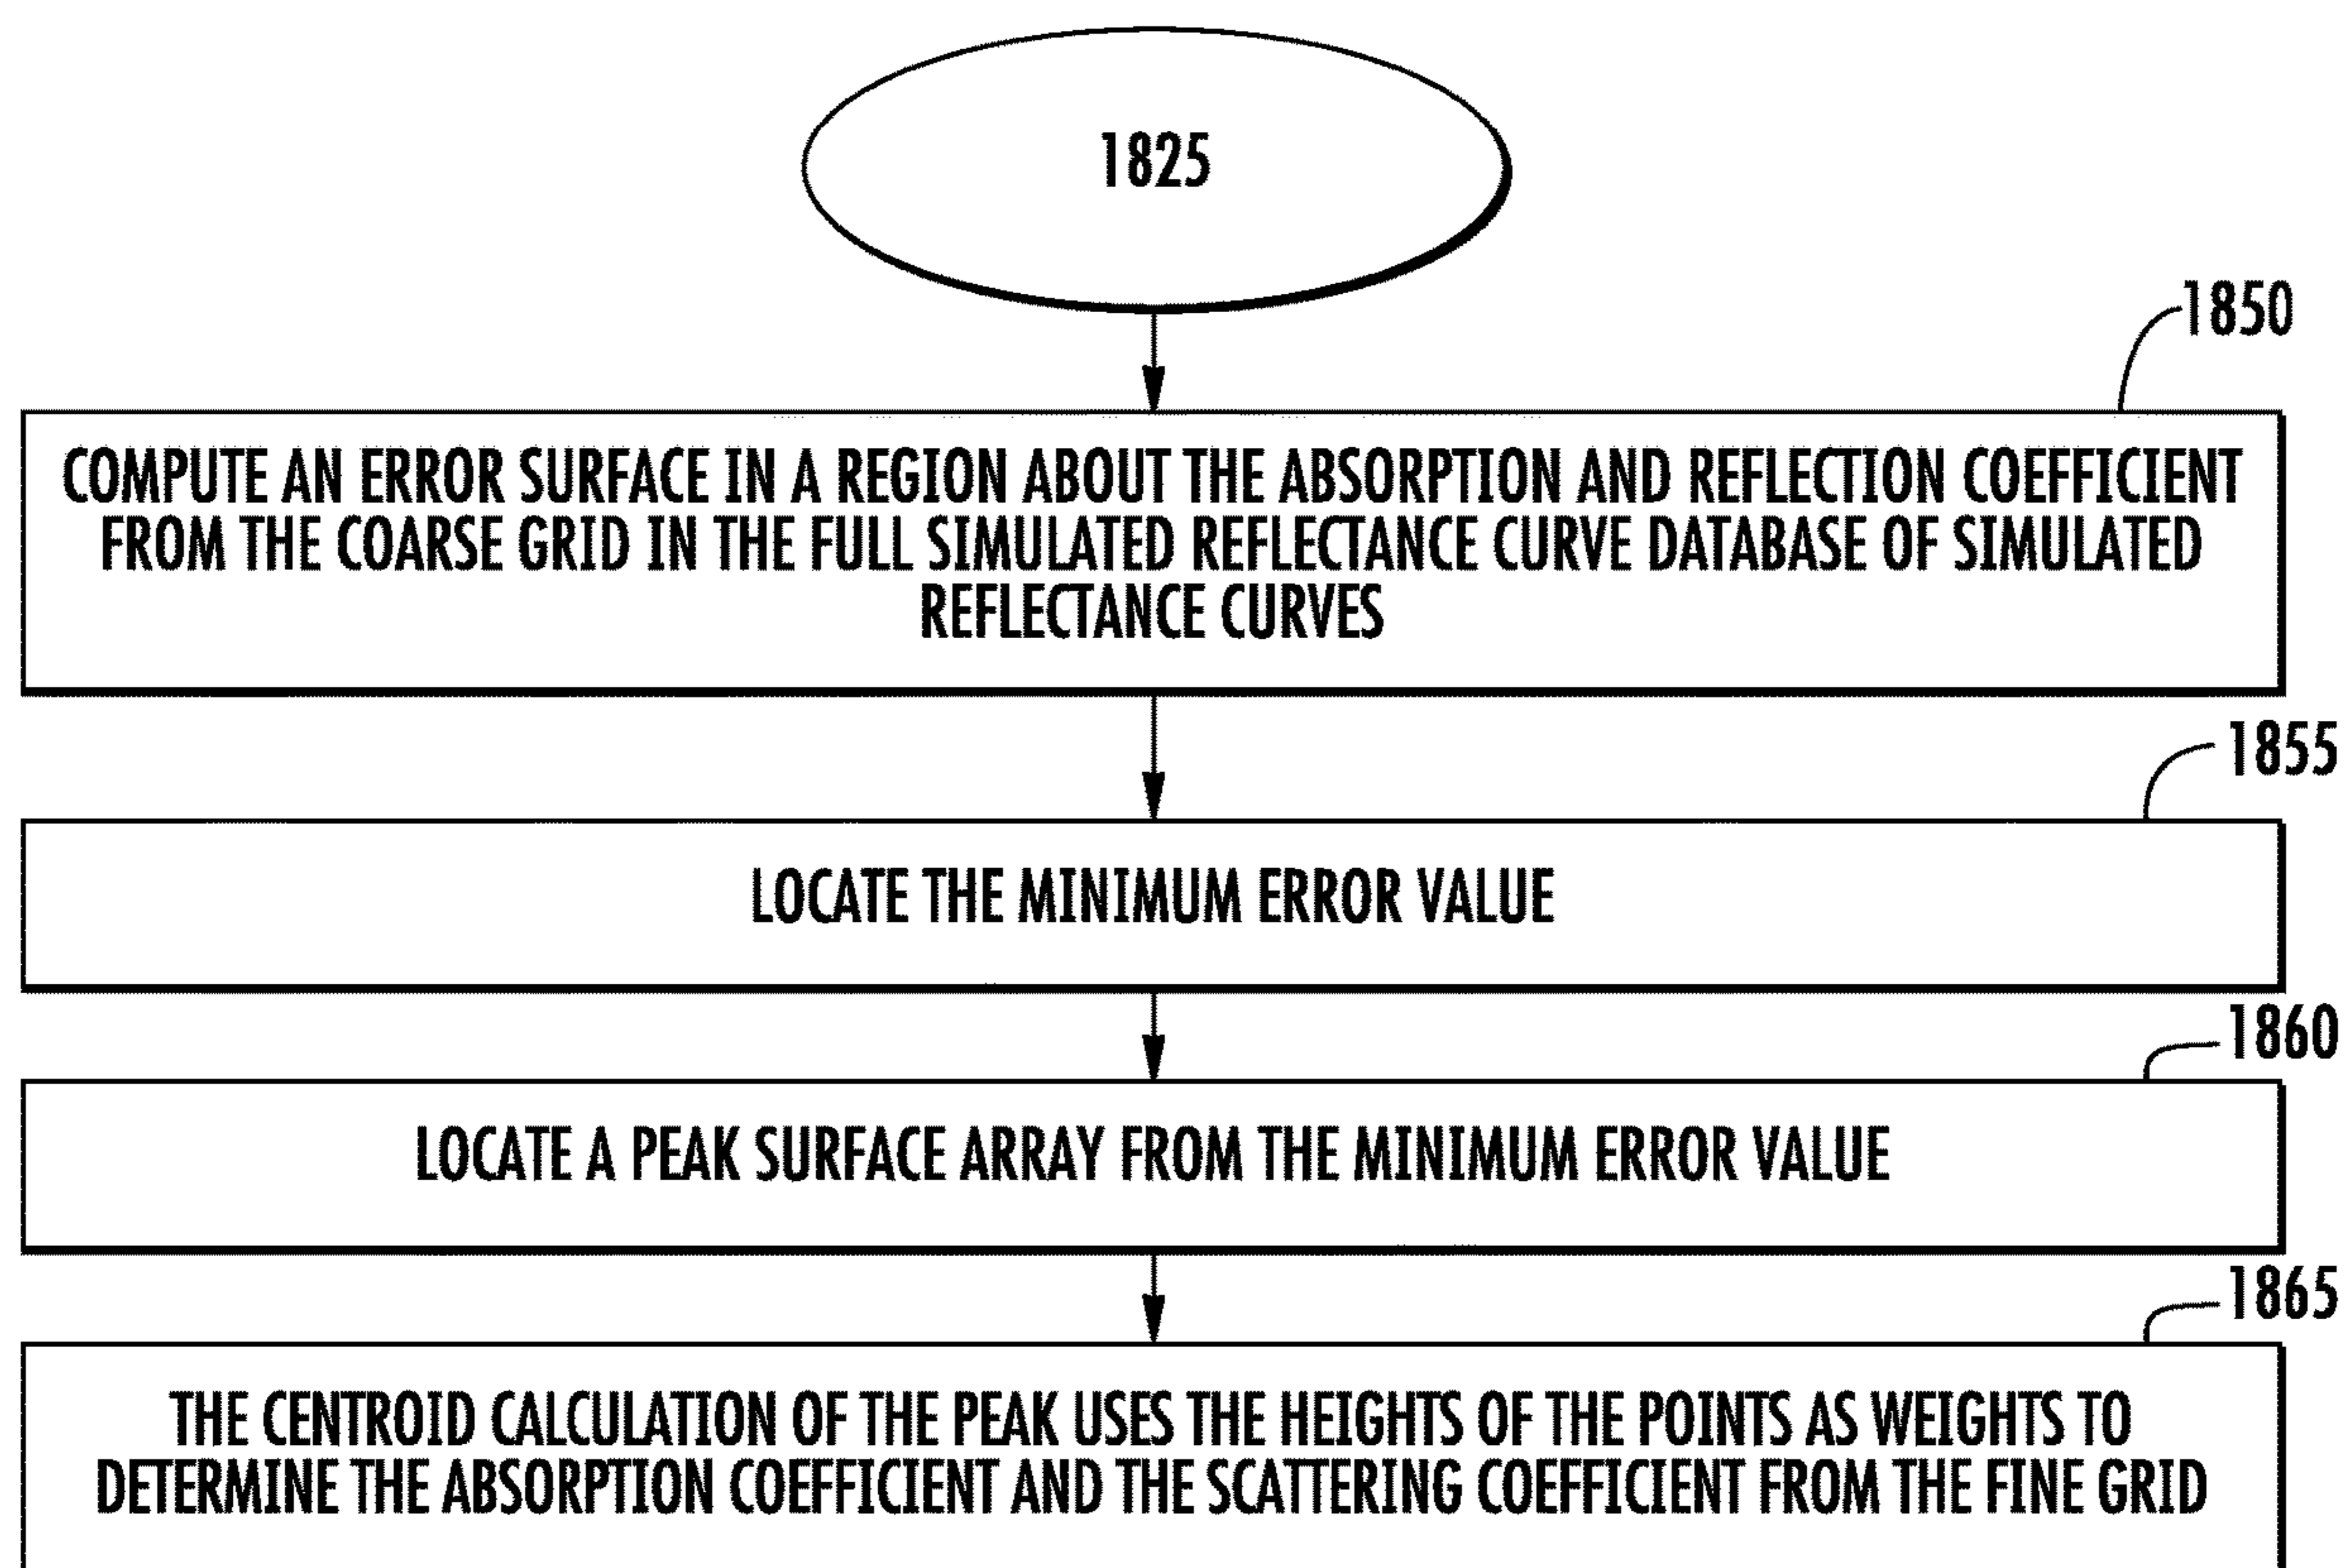 1825
1850
COMPUTE AN ERROR SURFACE IN A REGION ABOUT THE ABSORPTION AND REFLECTION COEFFICIENT
FROM THE COARSE GRID IN THE FULL SIMULATED REFLECTANCE CURVE DATABASE OF SIMULATED
REFLECTANCE CURVES
1855
LOCATE THE MINIMUM ERROR VALUE
1860
LOCATE A PEAK SURFACE ARRAY FROM THE MINIMUM ERROR VALUE
1865
THE CENTROID CALCULATION OF THE PEAK USES THE HEIGHTS OF THE POINTS AS WEIGHTS TO
DETERMINE THE ABSORPTION COEFFICIENT AND THE SCATTERING COEFFICIENT FROM THE FINE GRID